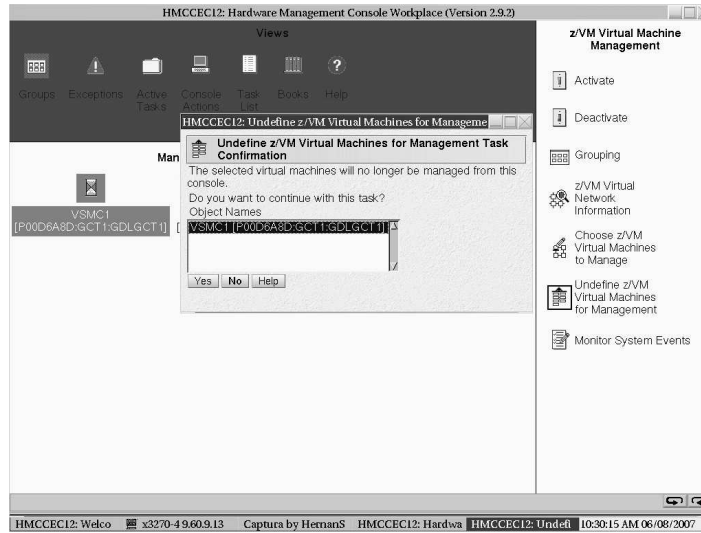 HMCCEC12: Hardware Management Console Workplace (Version 2.9.2)
Views
Groups
Exceptions
Active Tasks
Console Actions
Task List
Books
Help
HMCCEC12: Undefine z/VM Virtual Machines for Manageme
Undefine z/VM Virtual Machines for Management Task
Confirmation
The selected virtual machines will no longer be managed from this
console.
Do you want to continue with this task?
Object Names
VSMC1 [P00D6A8D:GCT1:GDLGCT1]
Yes No Help
Man
VSMC1
[P00D6A8D:GCT1:GDLGCT1] [
z/VM Virtual Machine
Management
Activate
Deactivate
Grouping
z/VM Virtual
Network
Information
Choose z/VM
Virtual Machines
to Manage
Undefine z/VM
Virtual Machines
for Management
Monitor System Events
HMCCEC12: Welco x3270-4 9.60.9.13 Captura by HernanS HMCCEC12: Hardwa HMCCEC12: Undefi 10:30:15 AM 06/08/2007